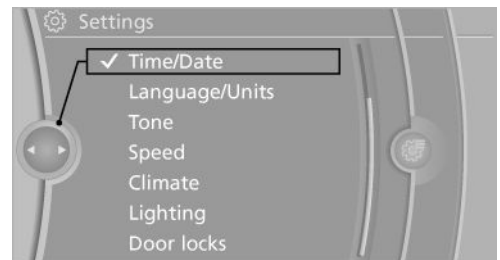 Settings
Time/Date
Language/Units
Tone
Speed
Climate
Lighting
Door locks